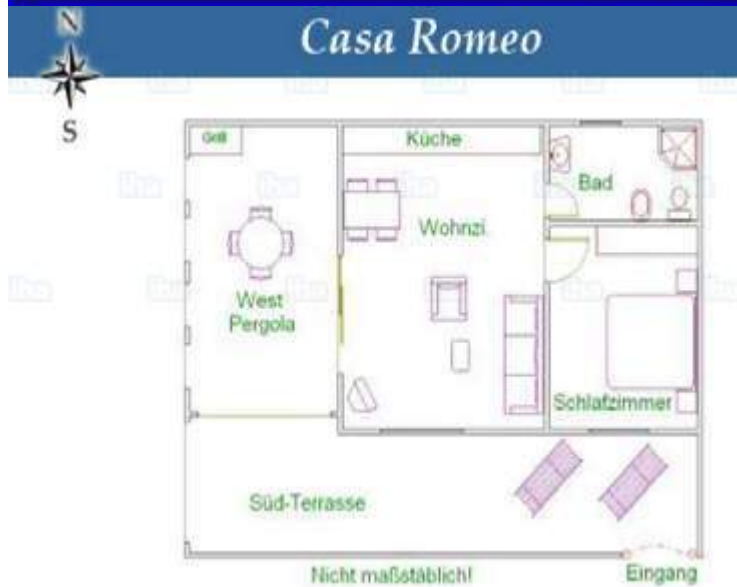 N
Casa Romeo
S
Grill
Küche
Bad
Wohnzi.
West
Pergola
Schlafzimmer
Süd-Terrasse
Nicht maßstäblich!
Eingang